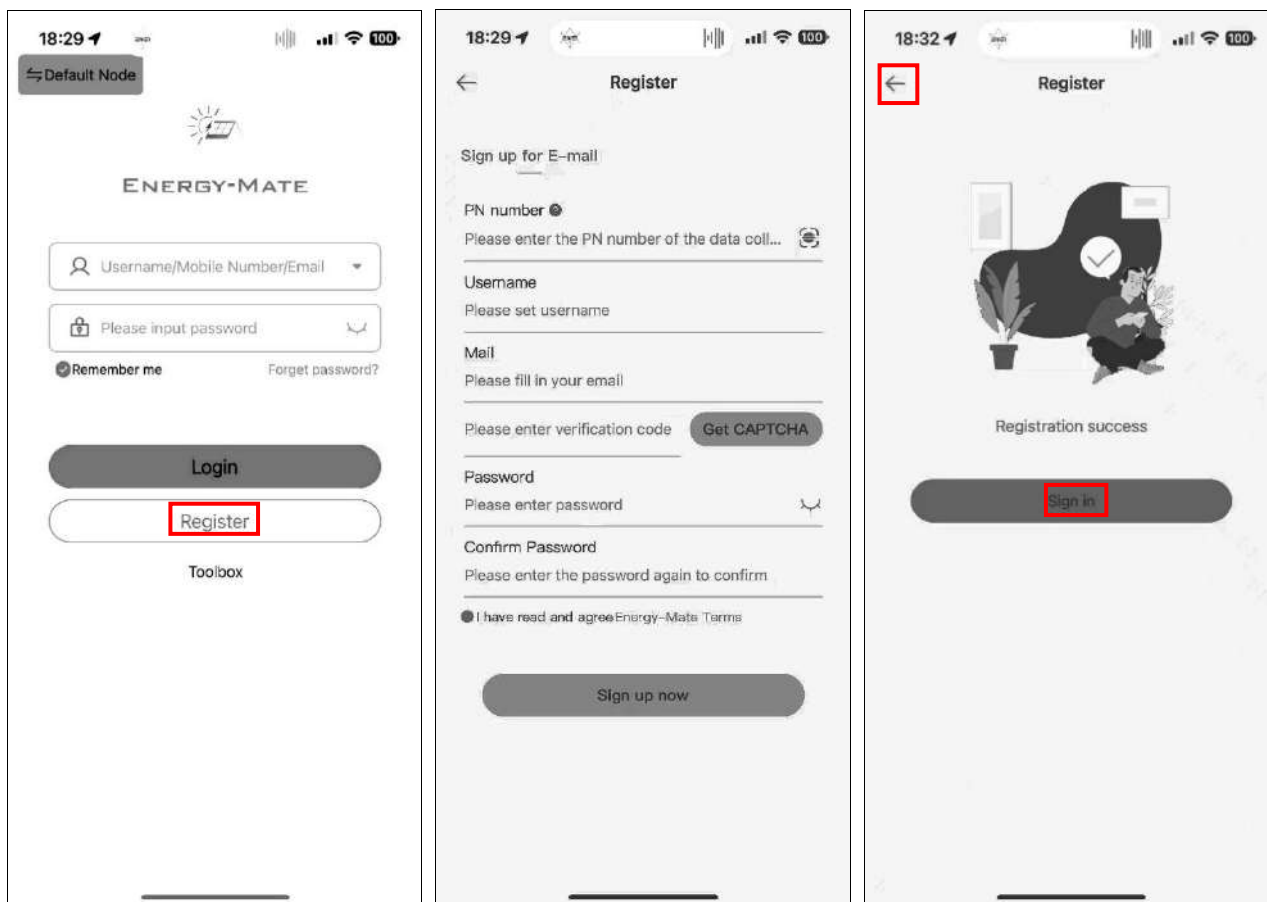 18:29
100
Default Node
ENERGY-MATE
Username/Mobile Number/Email
Please input password
Remember me
Forget password?
Login
Register
Toolbox
18:29
100
Register
Sign up for E-mail
PN number
Please enter the PN number of the data coll...
Username
Please set username
Mail
Please fill in your email
Please enter verification code
Get CAPTCHA
Password
Please enter password
Confirm Password
Please enter the password again to confirm
I have read and agree Energy-Mate Terms
Sign up now
18:32
100
Register
Registration success
Sign in